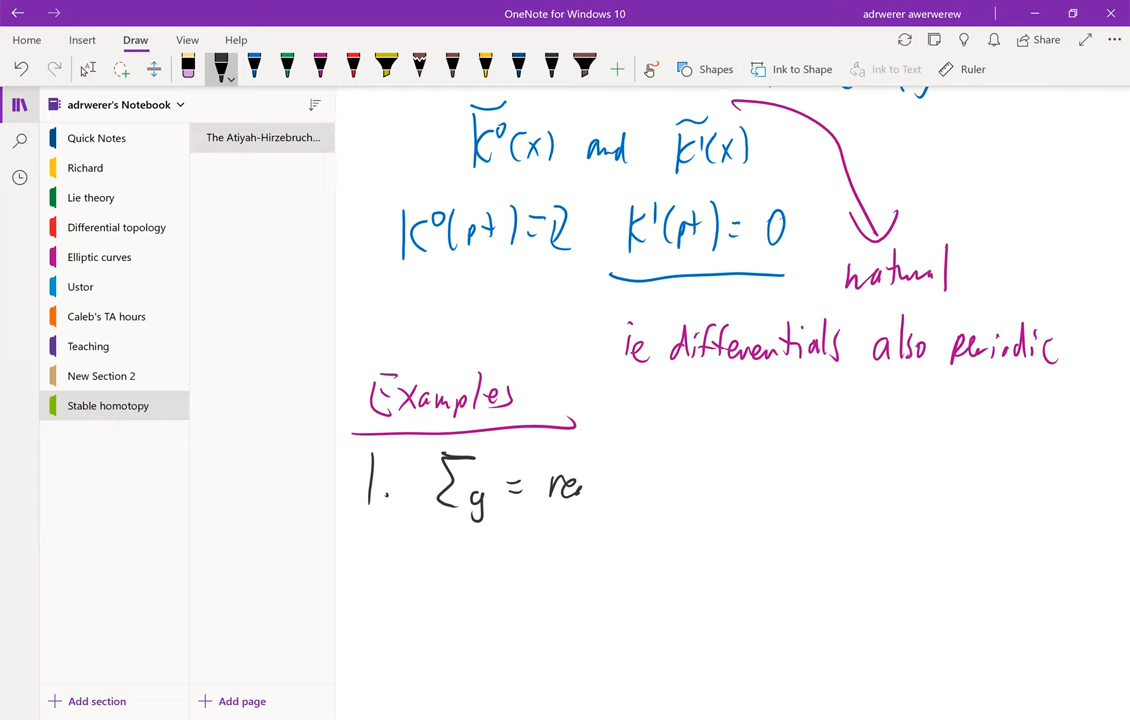 OneNote for Windows 10
adrwerer awerwerew
Home Insert Draw View Help
Share
Shapes
Ink to Shape
Ink to Text
Ruler
adrwerer's Notebook
Quick Notes
Richard
Lie theory
Differential topology
Elliptic curves
Ustor
Caleb's TA hours
Teaching
New Section 2
Stable homotopy
Add section
The Atiyah-Hirzebruch...
Add page
K̃⁰(x) and K̃¹(x)
K⁰(pt) = ℤ K¹(pt) = 0
natural
ie differentials also periodic
Examples
1. Σg = rea